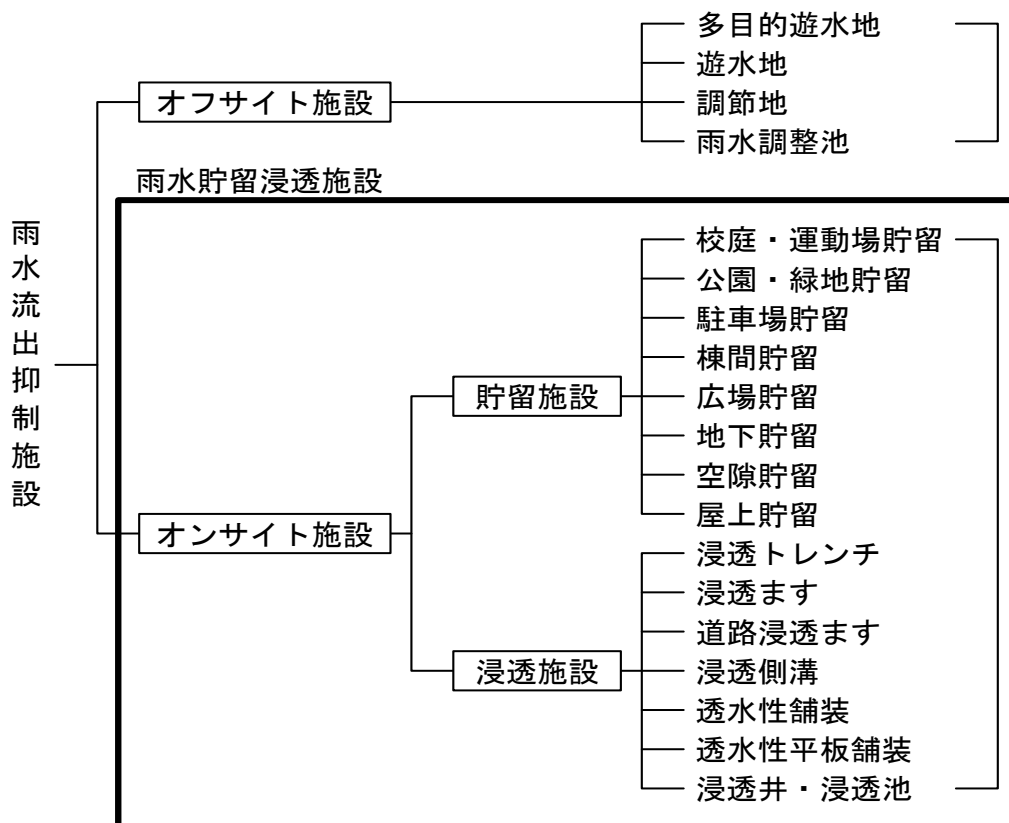 雨水流出抑制施設
オフサイト施設
多目的遊水地
遊水地
調節地
雨水調整池
雨水貯留浸透施設
オンサイト施設
貯留施設
校庭・運動場貯留
公園・緑地貯留
駐車場貯留
棟間貯留
広場貯留
地下貯留
空隙貯留
屋上貯留
浸透施設
浸透トレンチ
浸透ます
道路浸透ます
浸透側溝
透水性舗装
透水性平板舗装
浸透井・浸透池